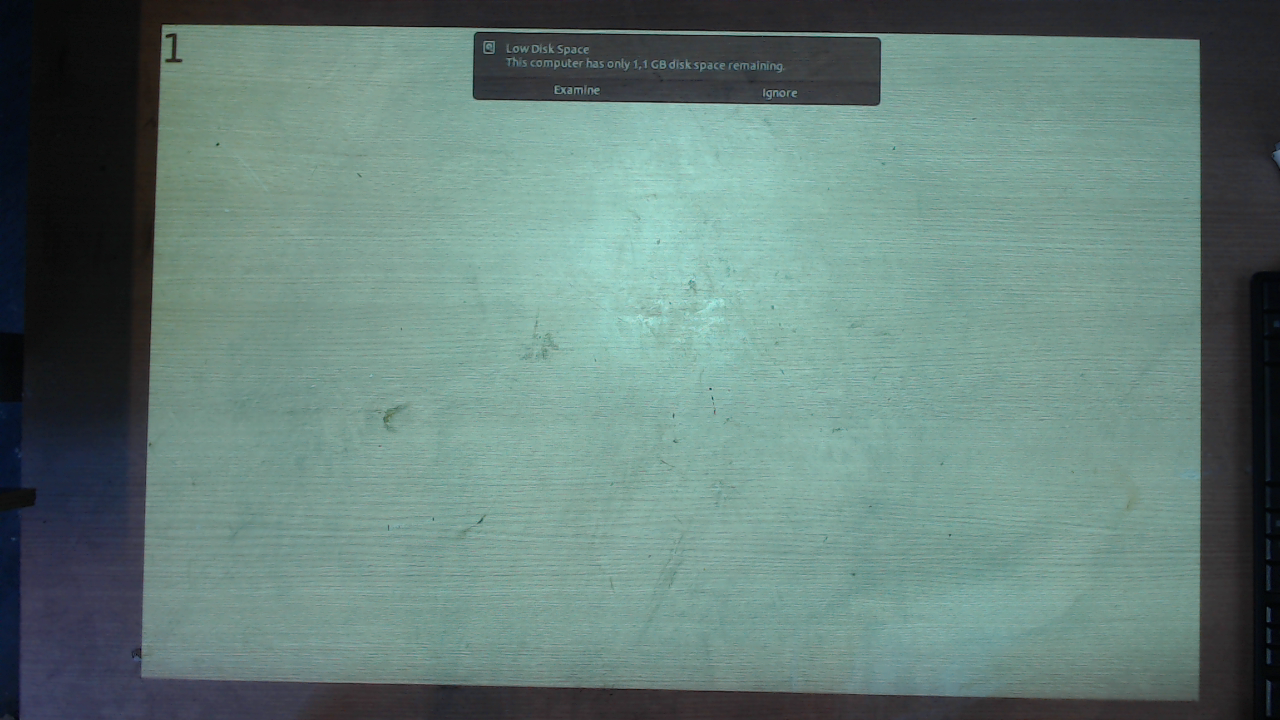 1
Low Disk Space
This computer has only 1,1 GB disk space remaining.
Examine
Ignore